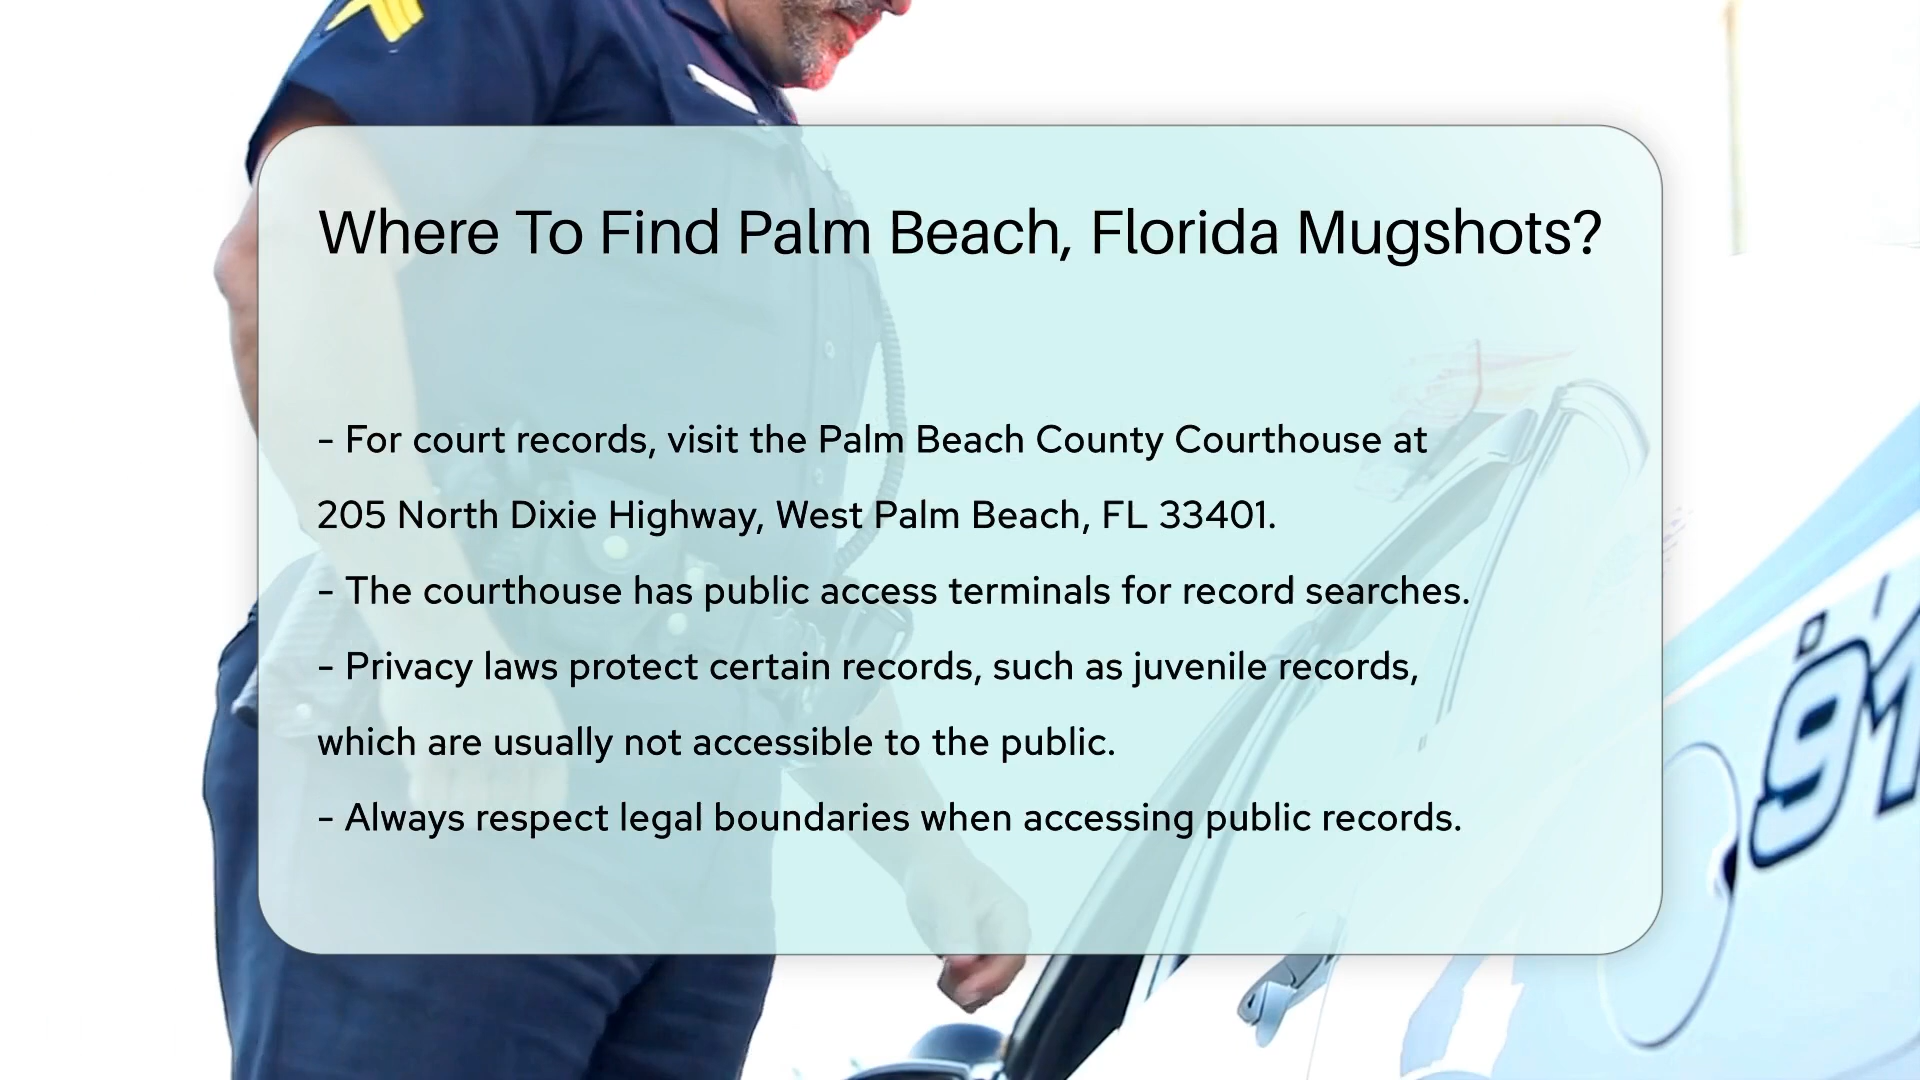 Where To Find Palm Beach, Florida Mugshots?
– For court records, visit the Palm Beach County Courthouse at
205 North Dixie Highway, West Palm Beach, FL 33401.
– The courthouse has public access terminals for record searches.
– Privacy laws protect certain records, such as juvenile records,
which are usually not accessible to the public.
– Always respect legal boundaries when accessing public records.
91